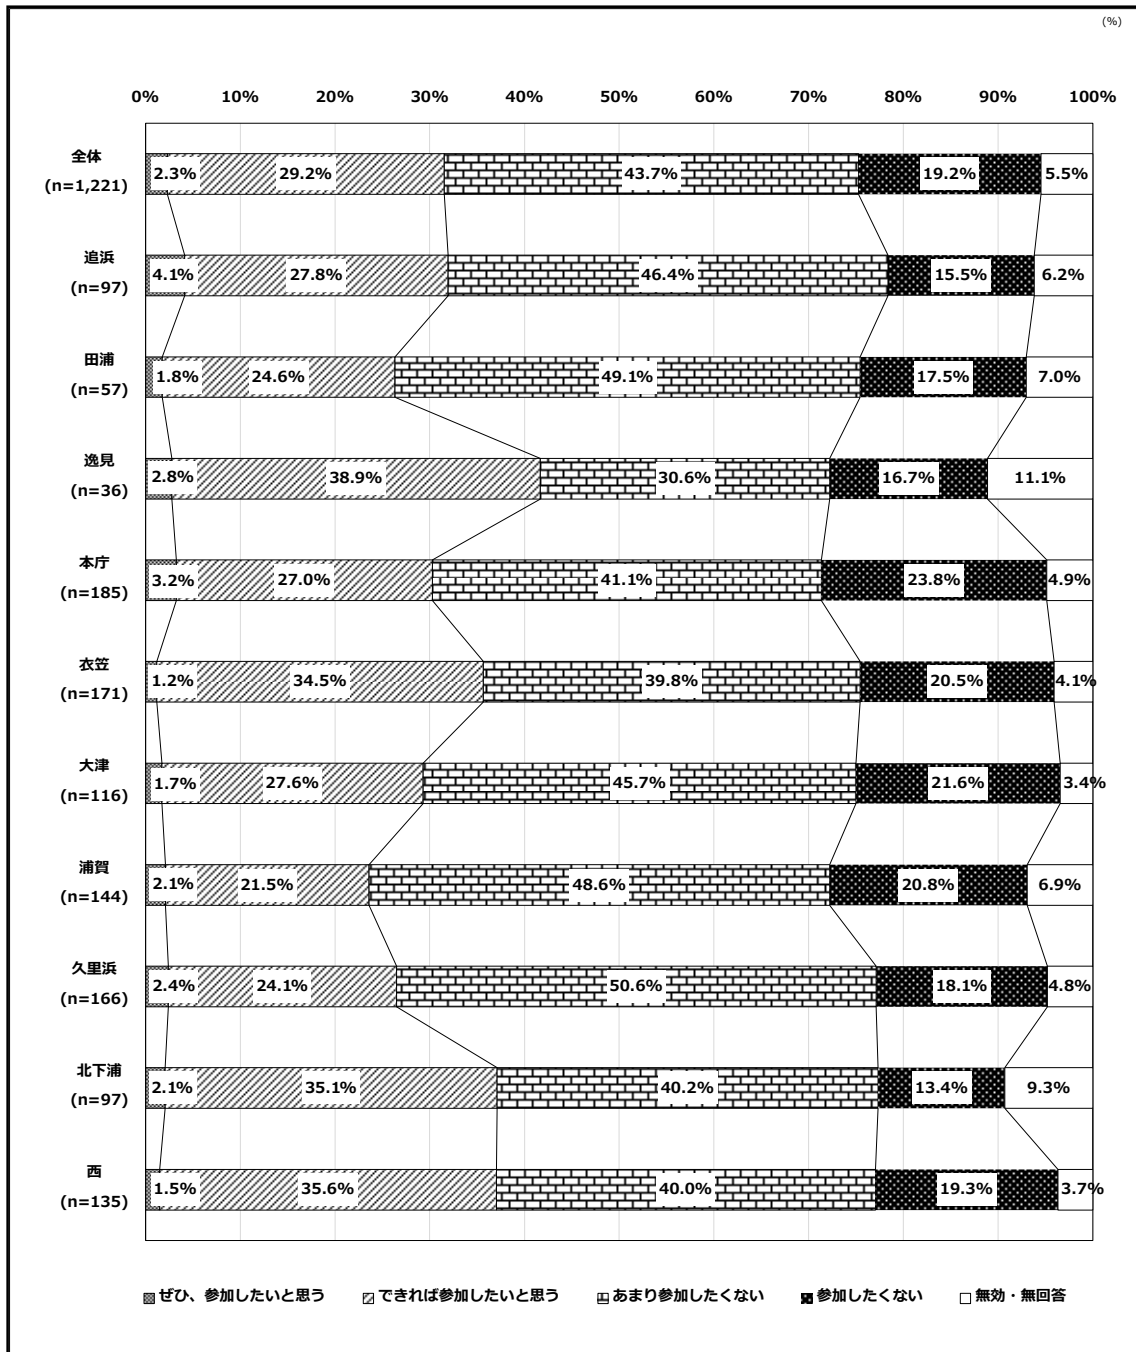 (%)
0% 10% 20% 30% 40% 50% 60% 70% 80% 90% 100%
全体
(n=1,221)
2.3% 29.2% 43.7% 19.2% 5.5%
追浜
(n=97)
4.1% 27.8% 46.4% 15.5% 6.2%
田浦
(n=57)
1.8% 24.6% 49.1% 17.5% 7.0%
逸見
(n=36)
2.8% 38.9% 30.6% 16.7% 11.1%
本庁
(n=185)
3.2% 27.0% 41.1% 23.8% 4.9%
衣笠
(n=171)
1.2% 34.5% 39.8% 20.5% 4.1%
大津
(n=116)
1.7% 27.6% 45.7% 21.6% 3.4%
浦賀
(n=144)
2.1% 21.5% 48.6% 20.8% 6.9%
久里浜
(n=166)
2.4% 24.1% 50.6% 18.1% 4.8%
北下浦
(n=97)
2.1% 35.1% 40.2% 13.4% 9.3%
西
(n=135)
1.5% 35.6% 40.0% 19.3% 3.7%
ぜひ、参加したいと思う できれば参加したいと思う あまり参加したくない 参加したくない 無効・無回答